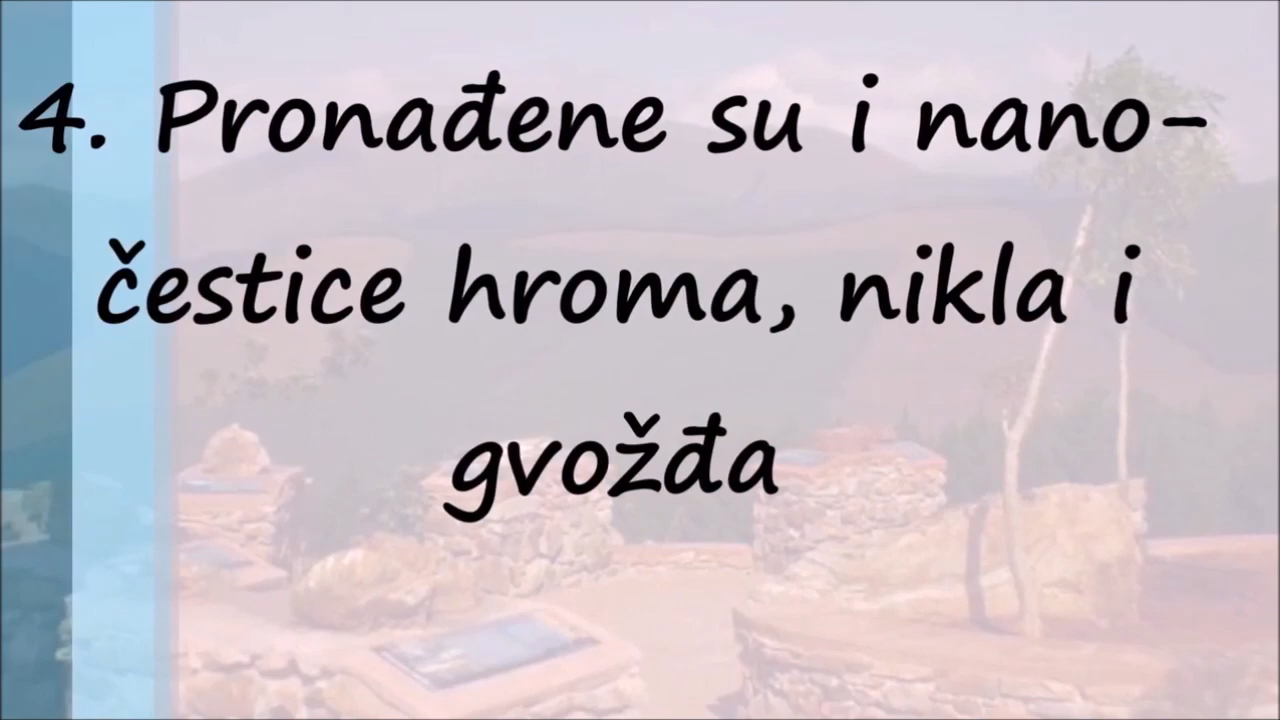 4. Pronađene su i nano-
čestice hroma, nikla i
gvožđa